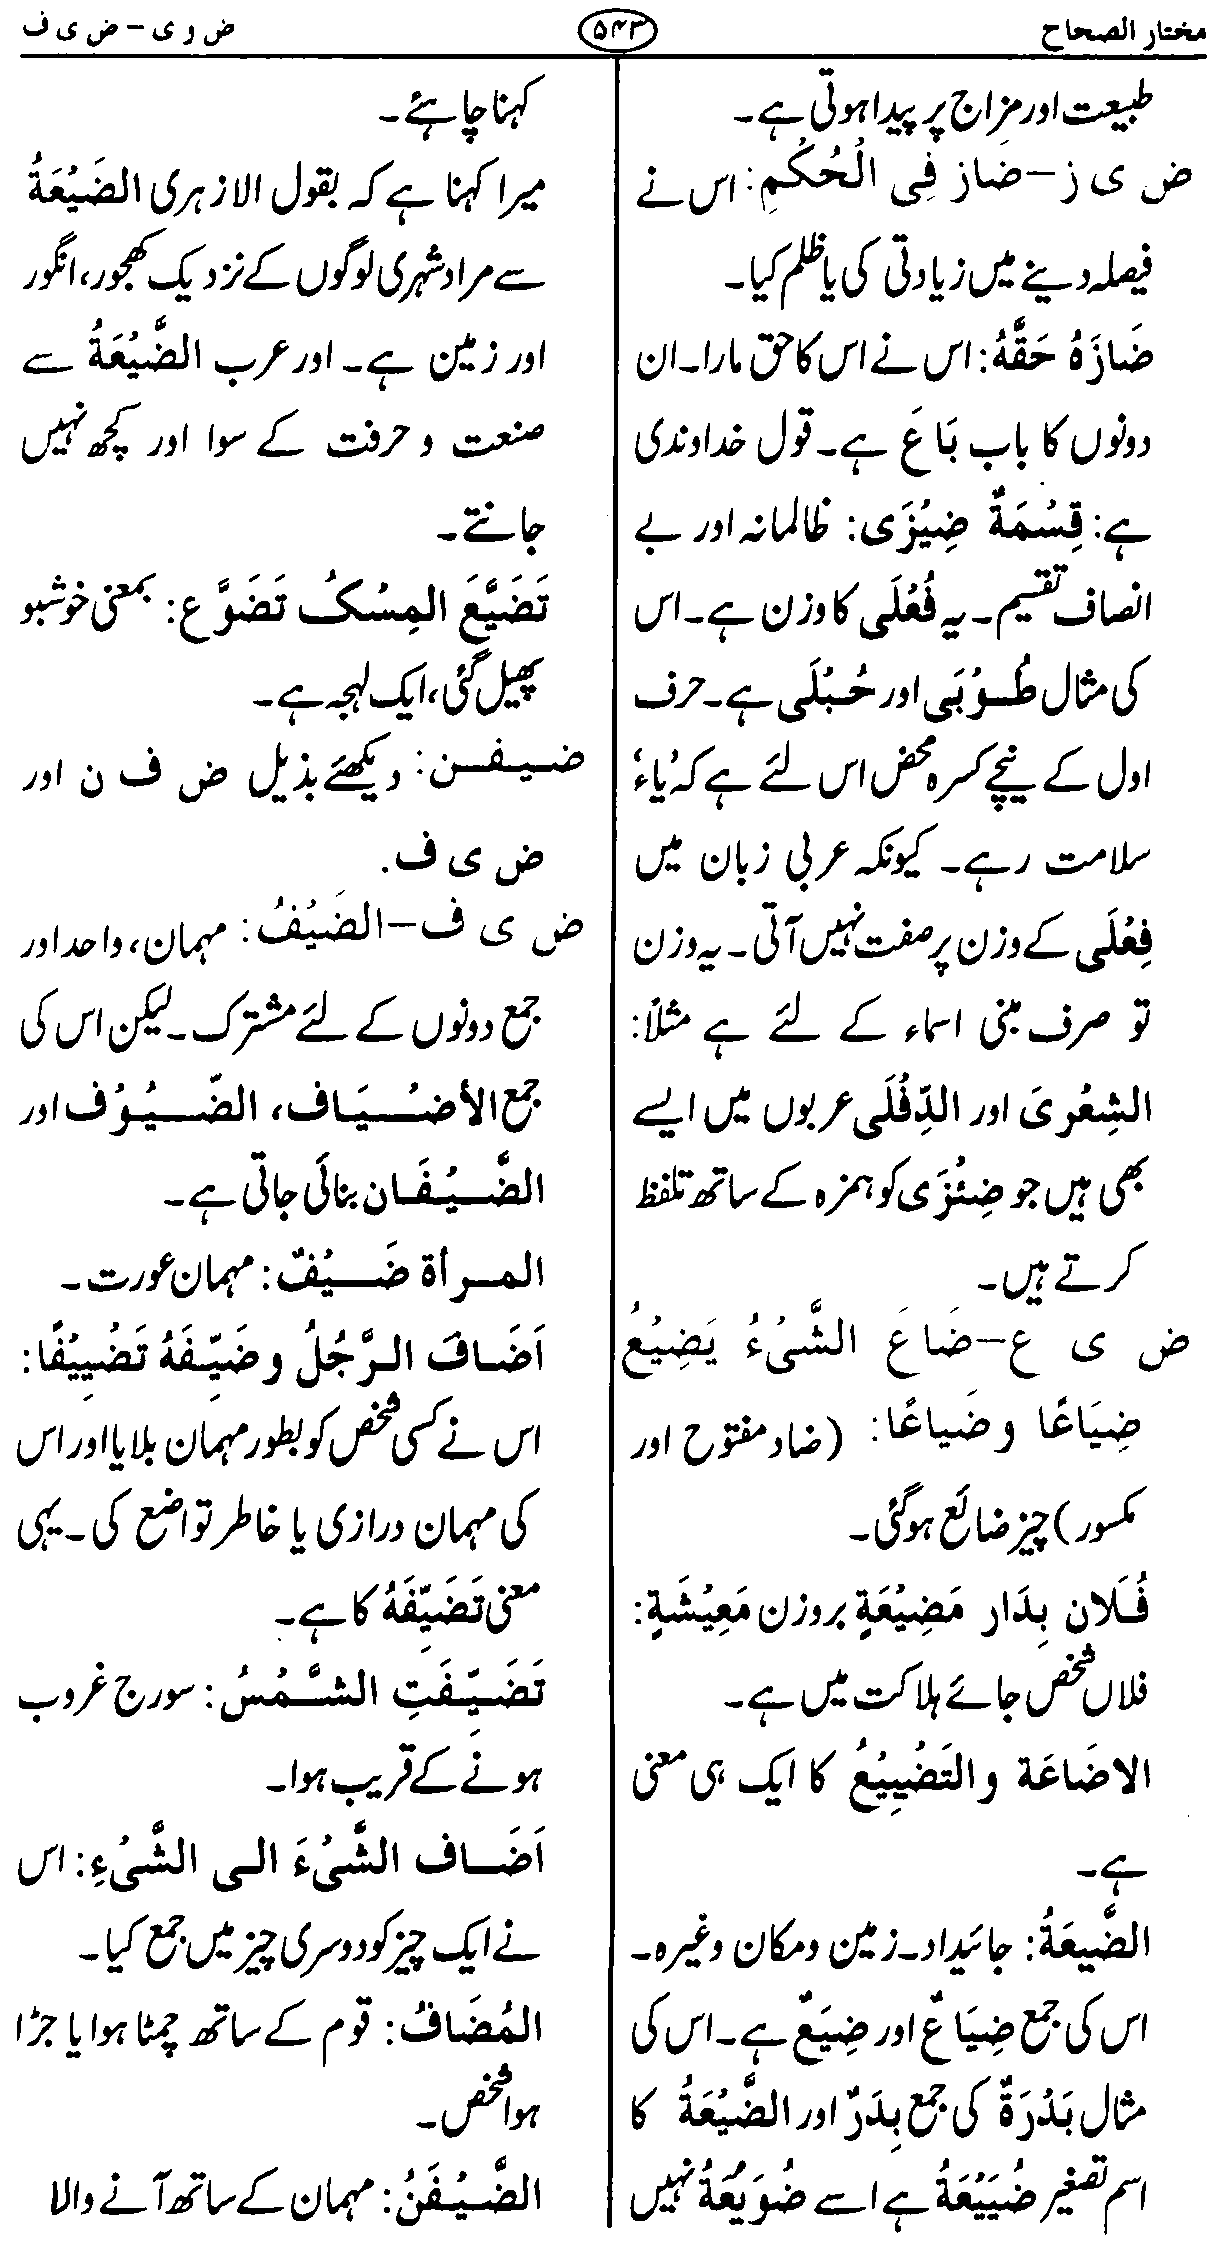 مختار الصحاح
۵۴۳
ض و ی – ض ی ف
طبیعت اور مزاج پر پیدا ہوتی ہے۔
ض ی ز – ضَازَ فِی الْحُکْمِ: اس نے
فیصلہ دینے میں زیادتی کی یا ظلم کیا۔
ضَازَہُ حَقَّہُ: اس نے اس کا حق مارا۔ ان
دونوں کا باب بَاعَ ہے۔ قول خداوندی
ہے: قِسْمَۃٌ ضِیْزٰی: ظالمانہ اور بے
انصاف تقسیم۔ یہ فُعْلَی کا وزن ہے۔ اس
کی مثال طُوْبَی اور حُبْلَی ہے۔ حرف
اول کے نیچے کسرہ محض اس لئے ہے کہ ’یاء‘
سلامت رہے۔ کیونکہ عربی زبان میں
فِعْلَی کے وزن پر صفت نہیں آتی۔ یہ وزن
تو صرف مبنی اسماء کے لئے ہے مثلاً:
الشِعْرِیَ اور الدِّفْلَی عربوں میں ایسے
بھی ہیں جو ضِئْزَی کو ہمزہ کے ساتھ تلفظ
کرتے ہیں۔
ض ی ع – ضَاعَ الشَّیْءُ یَضِیْعُ
ضِیَاعًا وضَیاعًا: (ضاد مفتوح اور
مکسور) چیز ضائع ہوگئی۔
فُلَان بِدَار مَضِیْعَۃٍ بروزن مَعِیْشَۃٍ:
فلاں شخص جائے ہلاکت میں ہے۔
الاضَاعَۃ والتَضْیِیْعُ کا ایک ہی معنی
ہے۔
الضَّیعَۃُ: جائیداد۔ زمین ومکان وغیرہ۔
اس کی جمع ضِیَاعٌ اور ضِیَعٌ ہے۔ اس کی
مثال بَدْرَۃٌ کی جمع بِدَرٌ اور الضَّیْعَۃُ کا
اسم تصغیر ضُیَیْعَۃُ ہے اسے ضُوَیْعَۃُ نہیں
کہنا چاہئے۔
میرا کہنا ہے کہ بقول الازہری الضَیْعَۃُ
سے مراد شہری لوگوں کے نزدیک کھجور، انگور
اور زمین ہے۔ اور عرب الضَّیْعَۃُ سے
صنعت و حرفت کے سوا اور کچھ نہیں
جانتے۔
تَضَیَّعَ المِسْکُ تَضَوَّع: بمعنی خوشبو
پھیل گئی، ایک لہجہ ہے۔
ضیفن: دیکھئے بذیل ض ف ن اور
ض ی ف۔
ض ی ف – الضَیْفُ: مہمان، واحد اور
جمع دونوں کے لئے مشترک۔ لیکن اس کی
جمع الأضْیَاف، الضّیُوْف اور
الضَّیْفَان بنائی جاتی ہے۔
المرأۃ ضَیْفٌ: مہمان عورت۔
اَضَافَ الرَّجُلُ وضَیّفَہُ تَضْیِیْفًا:
اس نے کسی شخص کو بطور مہمان بلایا اور اس
کی مہمان درازی یا خاطر تواضع کی۔ یہی
معنی تَضَیّفَہُ کا ہے۔
تَضَیّفَتِ الشَّمْسُ: سورج غروب
ہونے کے قریب ہوا۔
اَضَاف الشَّیْءَ الی الشَّیْءِ: اس
نے ایک چیز کو دوسری چیز میں جمع کیا۔
المُضَافُ: قوم کے ساتھ چمٹا ہوا یا جڑا
ہوا شخص۔
الضَّیْفَنُ: مہمان کے ساتھ آنے والا